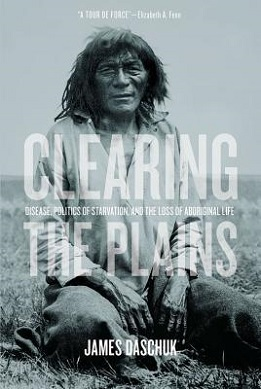 "A TOUR DE FORCE" —Elizabeth A. Fenn
CLEARING
DISEASE, POLITICS OF STARVATION, AND THE LOSS OF ABORIGINAL LIFE
THE PLAINS
JAMES DASCHUK